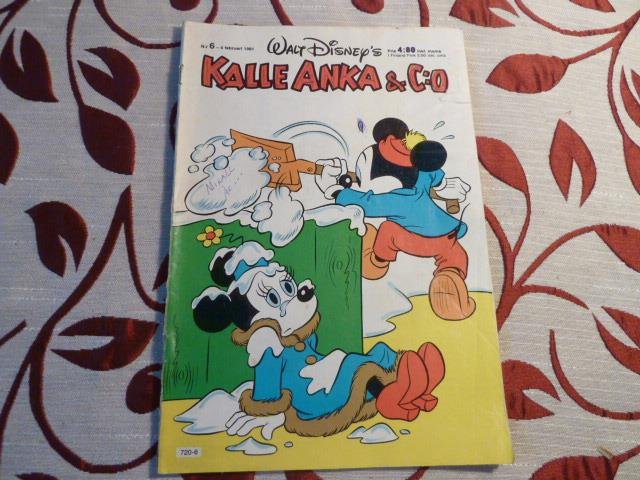 Nr 6 – 4 februari 1981
WALT DISNEY'S
Pris 4:80 inkl. moms
KALLE ANKA & C:O
720-6